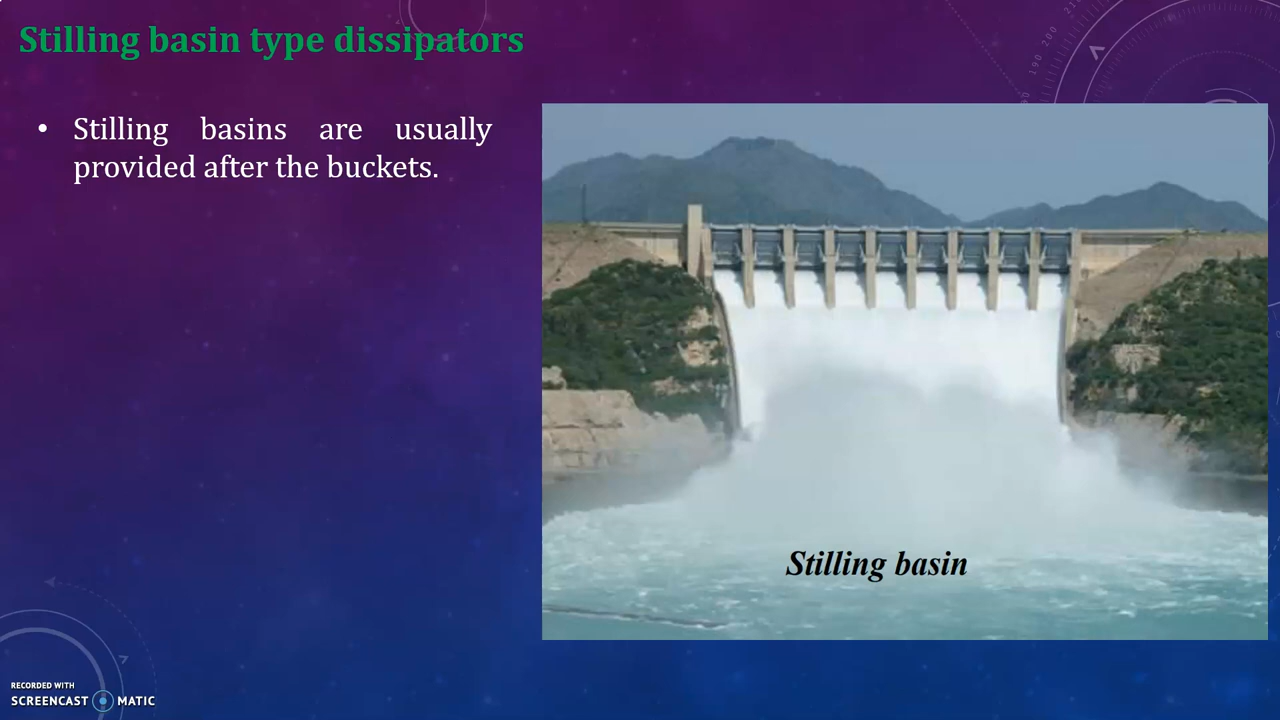 Stilling basin type dissipators
• Stilling basins are usually
provided after the buckets.
Stilling basin
RECORDED WITH
SCREENCAST MATIC